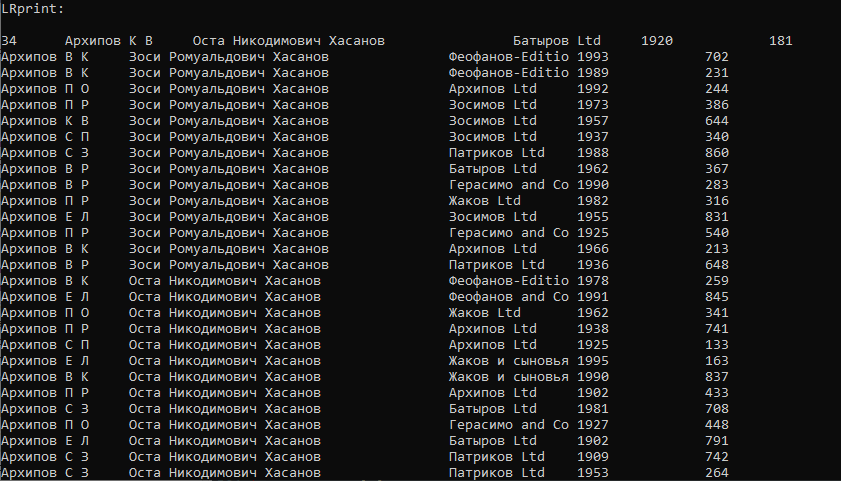 LRprint:
34 Архипов К В Оста Никодимович Хасанов Батыров Ltd 1920 181
Архипов В К Зоси Ромуальдович Хасанов Феофанов-Editio 1993 702
Архипов В К Зоси Ромуальдович Хасанов Феофанов-Editio 1989 231
Архипов П О Зоси Ромуальдович Хасанов Архипов Ltd 1992 244
Архипов П Р Зоси Ромуальдович Хасанов Зосимов Ltd 1973 386
Архипов К В Зоси Ромуальдович Хасанов Зосимов Ltd 1957 644
Архипов С П Зоси Ромуальдович Хасанов Зосимов Ltd 1937 340
Архипов С З Зоси Ромуальдович Хасанов Патриков Ltd 1988 860
Архипов В Р Зоси Ромуальдович Хасанов Батыров Ltd 1962 367
Архипов В Р Зоси Ромуальдович Хасанов Герасимо and Co 1990 283
Архипов П Р Зоси Ромуальдович Хасанов Жаков Ltd 1982 316
Архипов Е Л Зоси Ромуальдович Хасанов Зосимов Ltd 1955 831
Архипов П Р Зоси Ромуальдович Хасанов Герасимо and Co 1925 540
Архипов В К Зоси Ромуальдович Хасанов Архипов Ltd 1966 213
Архипов В Р Зоси Ромуальдович Хасанов Патриков Ltd 1936 648
Архипов В К Оста Никодимович Хасанов Феофанов-Editio 1978 259
Архипов Е Л Оста Никодимович Хасанов Феофанов and Co 1991 845
Архипов П О Оста Никодимович Хасанов Жаков Ltd 1962 341
Архипов П Р Оста Никодимович Хасанов Архипов Ltd 1938 741
Архипов С П Оста Никодимович Хасанов Архипов Ltd 1925 133
Архипов Е Л Оста Никодимович Хасанов Жаков и сыновья 1995 163
Архипов В К Оста Никодимович Хасанов Жаков и сыновья 1990 837
Архипов П Р Оста Никодимович Хасанов Архипов Ltd 1902 433
Архипов С З Оста Никодимович Хасанов Батыров Ltd 1981 708
Архипов П О Оста Никодимович Хасанов Герасимо and Co 1927 448
Архипов Е Л Оста Никодимович Хасанов Батыров Ltd 1902 791
Архипов С З Оста Никодимович Хасанов Патриков Ltd 1909 742
Архипов С З Оста Никодимович Хасанов Патриков Ltd 1953 264